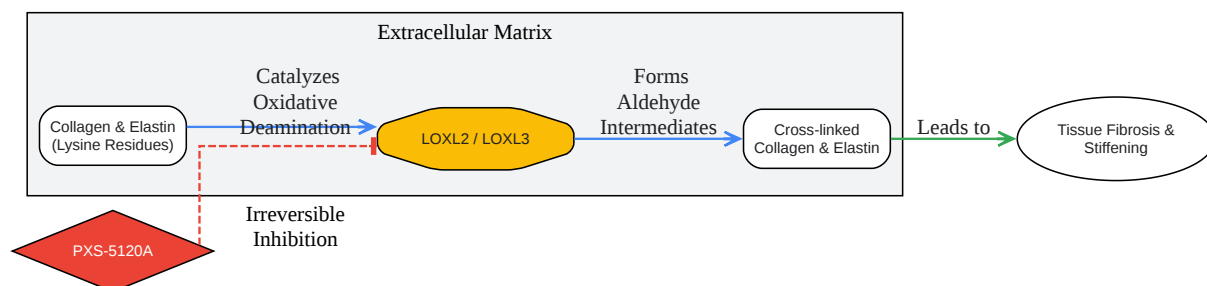 Extracellular Matrix
Catalyzes
Oxidative
Deamination
Forms
Aldehyde
Intermediates
Collagen & Elastin
(Lysine Residues)
LOXL2 / LOXL3
Cross-linked
Collagen & Elastin
Leads to
Tissue Fibrosis &
Stiffening
Irreversible
Inhibition
PXS-5120A